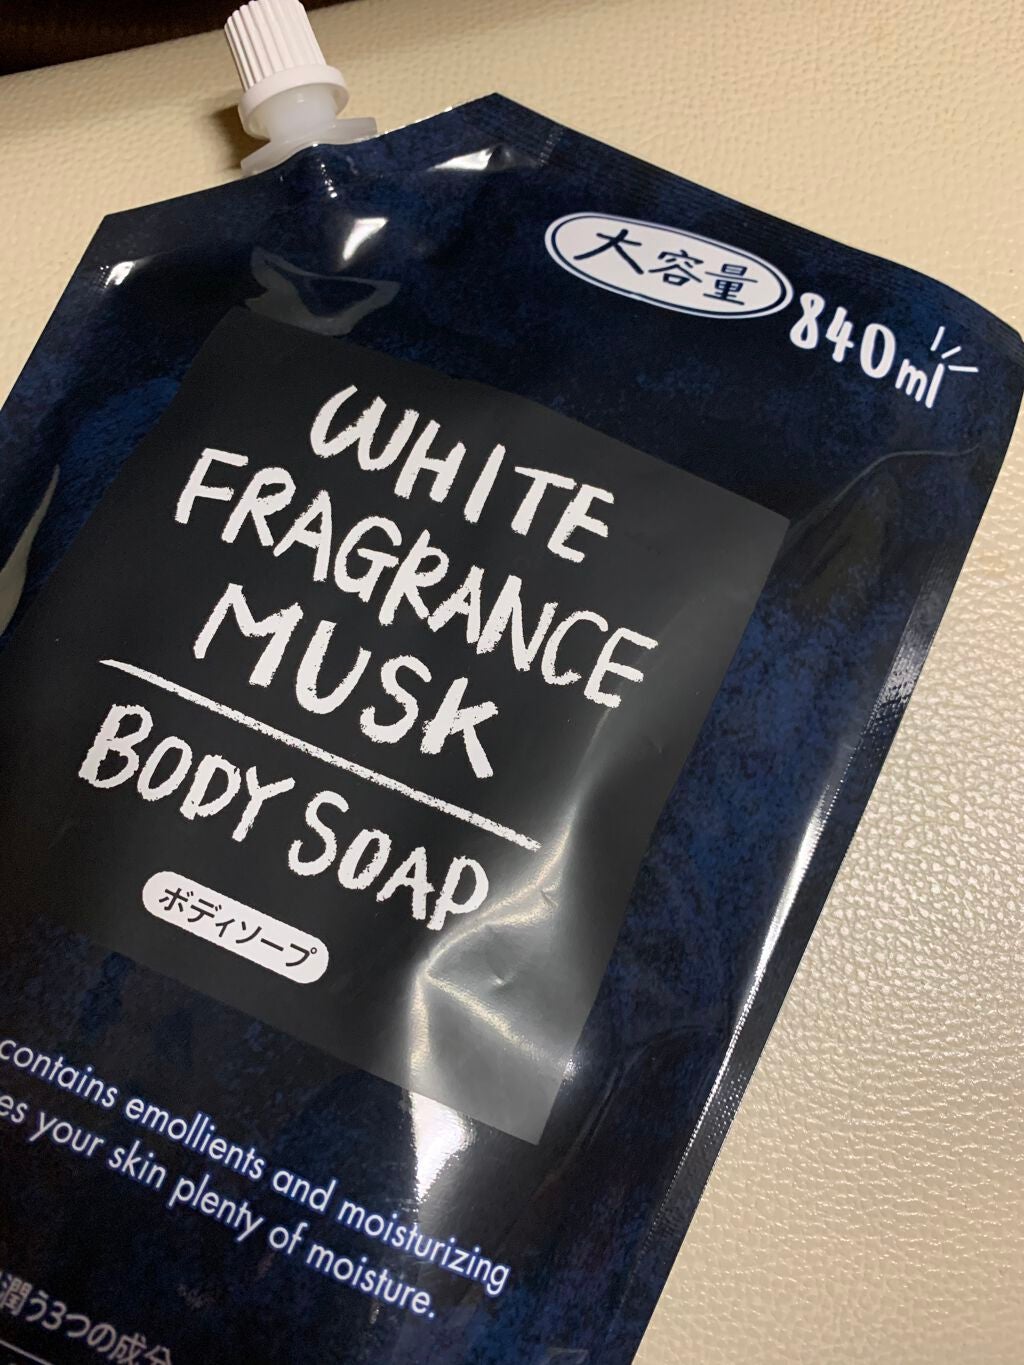 大容量
840ml
WHITE
FRAGRANCE
MUSK
BODY SOAP
ボディソープ
contains emollients and moisturizing
your skin plenty of moisture.
潤う3つの成分